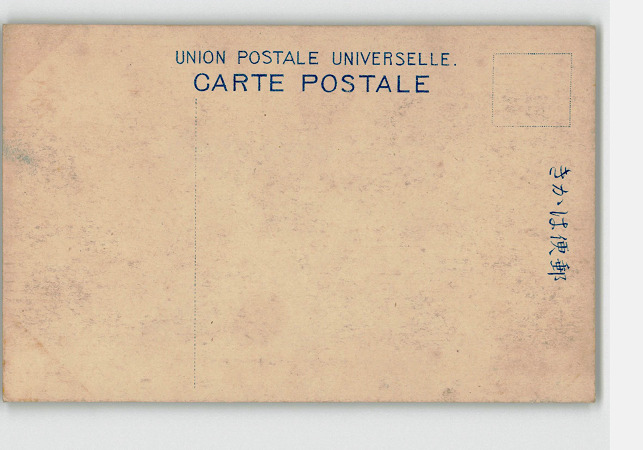 UNION POSTALE UNIVERSELLE.
CARTE POSTALE
きかは便郵